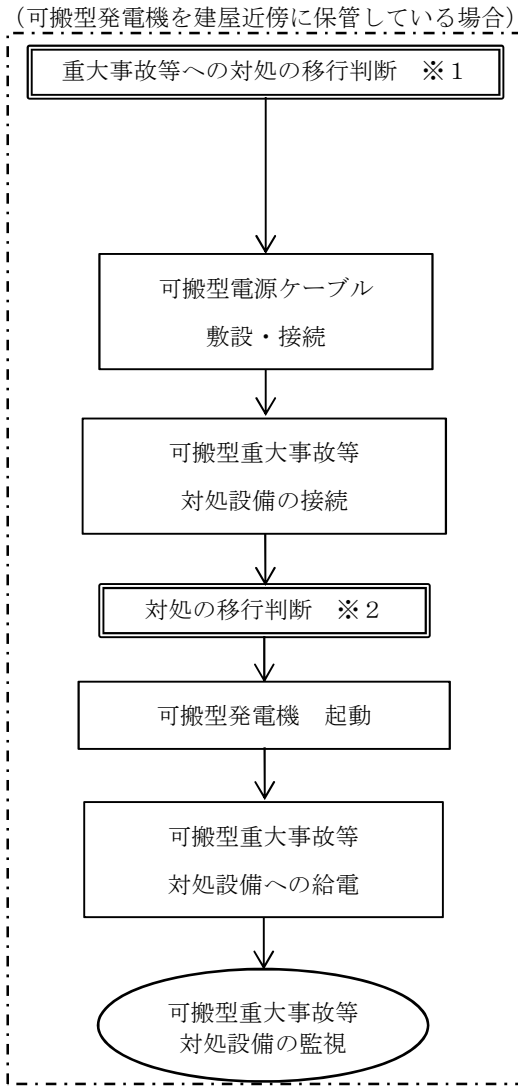 （可搬型発電機を建屋近傍に保管している場合）
重大事故等への対処の移行判断　※１
可搬型電源ケーブル
敷設・接続
可搬型重大事故等
対処設備の接続
対処の移行判断　※２
可搬型発電機　起動
可搬型重大事故等
対処設備への給電
可搬型重大事故等
対処設備の監視